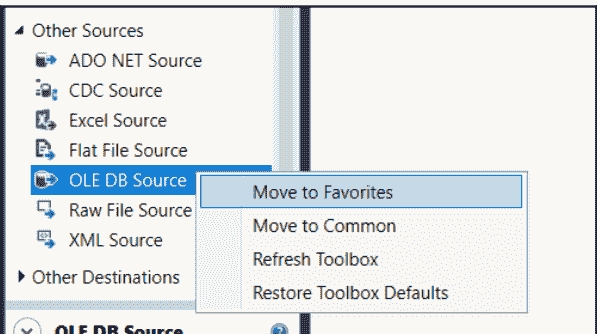 Other Sources
ADO NET Source
CDC Source
Excel Source
Flat File Source
OLE DB Source
Move to Favorites
Raw File Source
Move to Common
XML Source
Refresh Toolbox
Other Destinations
Restore Toolbox Defaults
OLE DB Source